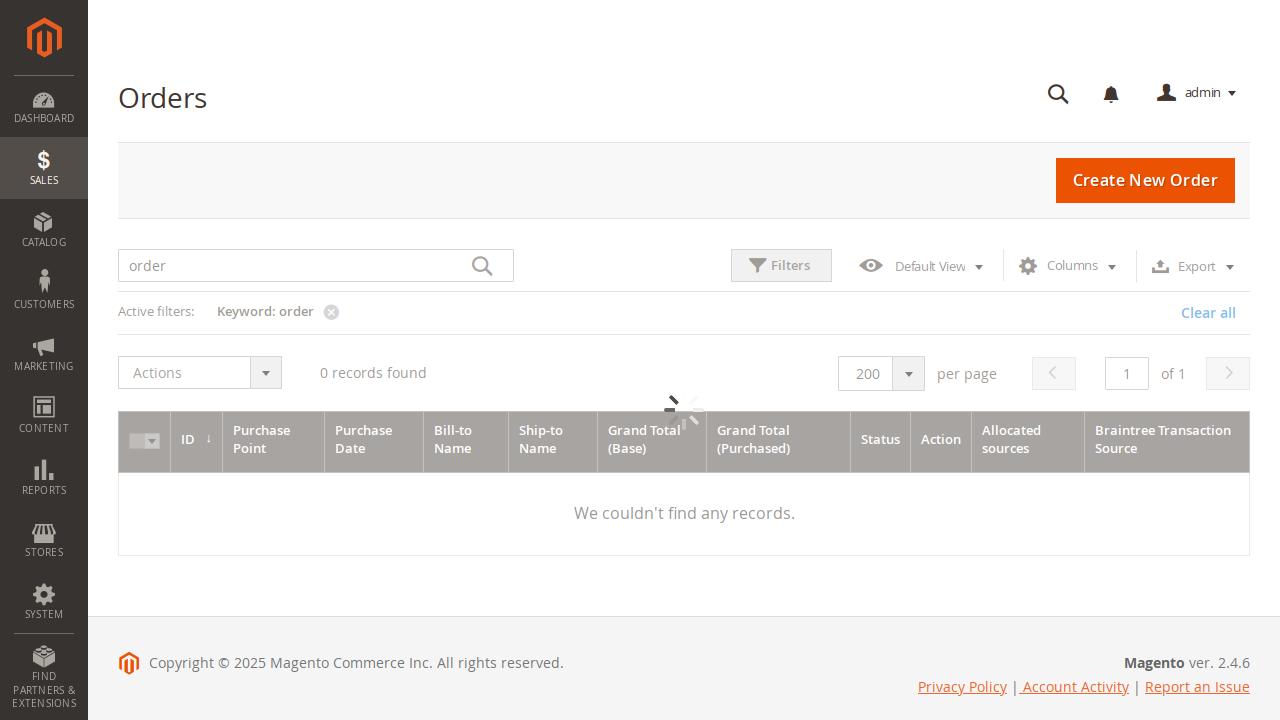 Orders
admin
DASHBOARD
SALES
CATALOG
CUSTOMERS
MARKETING
CONTENT
REPORTS
STORES
SYSTEM
FIND
PARTNERS &
EXTENSIONS
Create New Order
order
Filters
Default View
Columns
Export
Active filters:
Keyword: order
Clear all
Actions
0 records found
200
per page
1
of 1
ID ↓
Purchase
Point
Purchase
Date
Bill-to
Name
Ship-to
Name
Grand Total
(Base)
Grand Total
(Purchased)
Status
Action
Allocated
sources
Braintree Transaction
Source
We couldn't find any records.
Copyright © 2025 Magento Commerce Inc. All rights reserved.
Magento ver. 2.4.6
Privacy Policy | Account Activity | Report an Issue